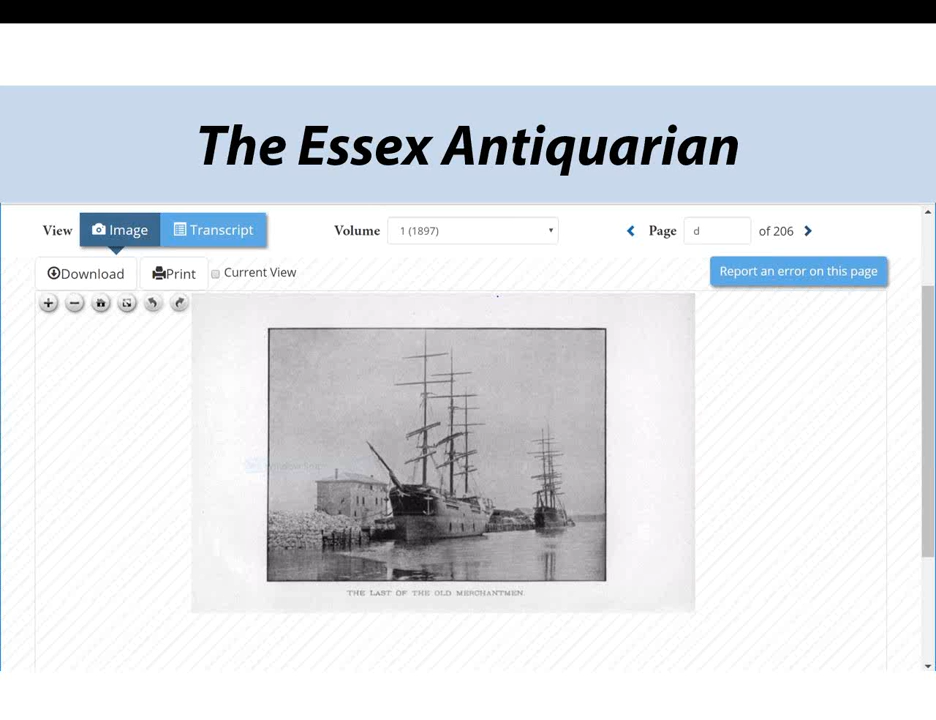 The Essex Antiquarian
View Image Transcript Volume 1 (1897) Page d of 206
Download Print Current View Report an error on this page
THE LAST OF THE OLD MERCHANTMEN.